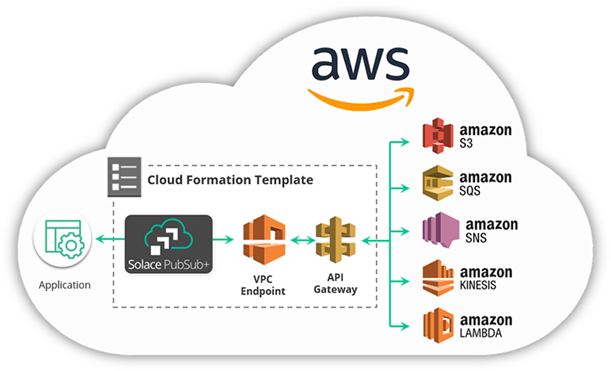 aws
Cloud Formation Template
Application
Solace PubSub+
VPC
Endpoint
API
Gateway
amazon
S3
amazon
SQS
amazon
SNS
amazon
KINESIS
amazon
LAMBDA